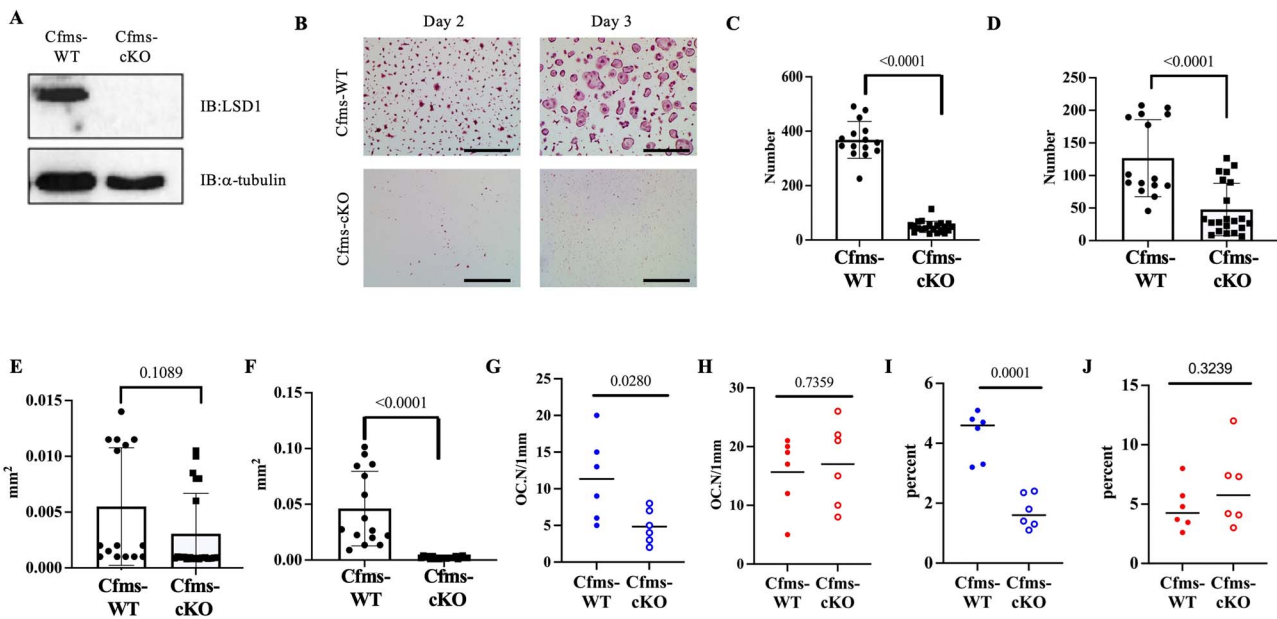 A
Cfms-
WT
Cfms-
cKO
IB:LSD1
IB:α-tubulin
B
Day 2
Day 3
Cfms-WT
Cfms-cKO
C
<0.0001
600
400
200
0
Number
Cfms-
WT
Cfms-
cKO
D
<0.0001
250
200
150
100
50
0
Number
Cfms-
WT
Cfms-
cKO
E
0.1089
0.015
0.010
0.005
0.000
mm²
Cfms-
WT
Cfms-
cKO
F
<0.0001
0.15
0.10
0.05
0.00
mm²
Cfms-
WT
Cfms-
cKO
G
0.0280
25
20
15
10
5
0
OC.N/1mm
Cfms-
WT
Cfms-
cKO
H
0.7359
30
20
10
0
OC.N/1mm
Cfms-
WT
Cfms-
cKO
I
0.0001
6
4
2
0
percent
Cfms-
WT
Cfms-
cKO
J
0.3239
15
10
5
0
percent
Cfms-
WT
Cfms-
cKO